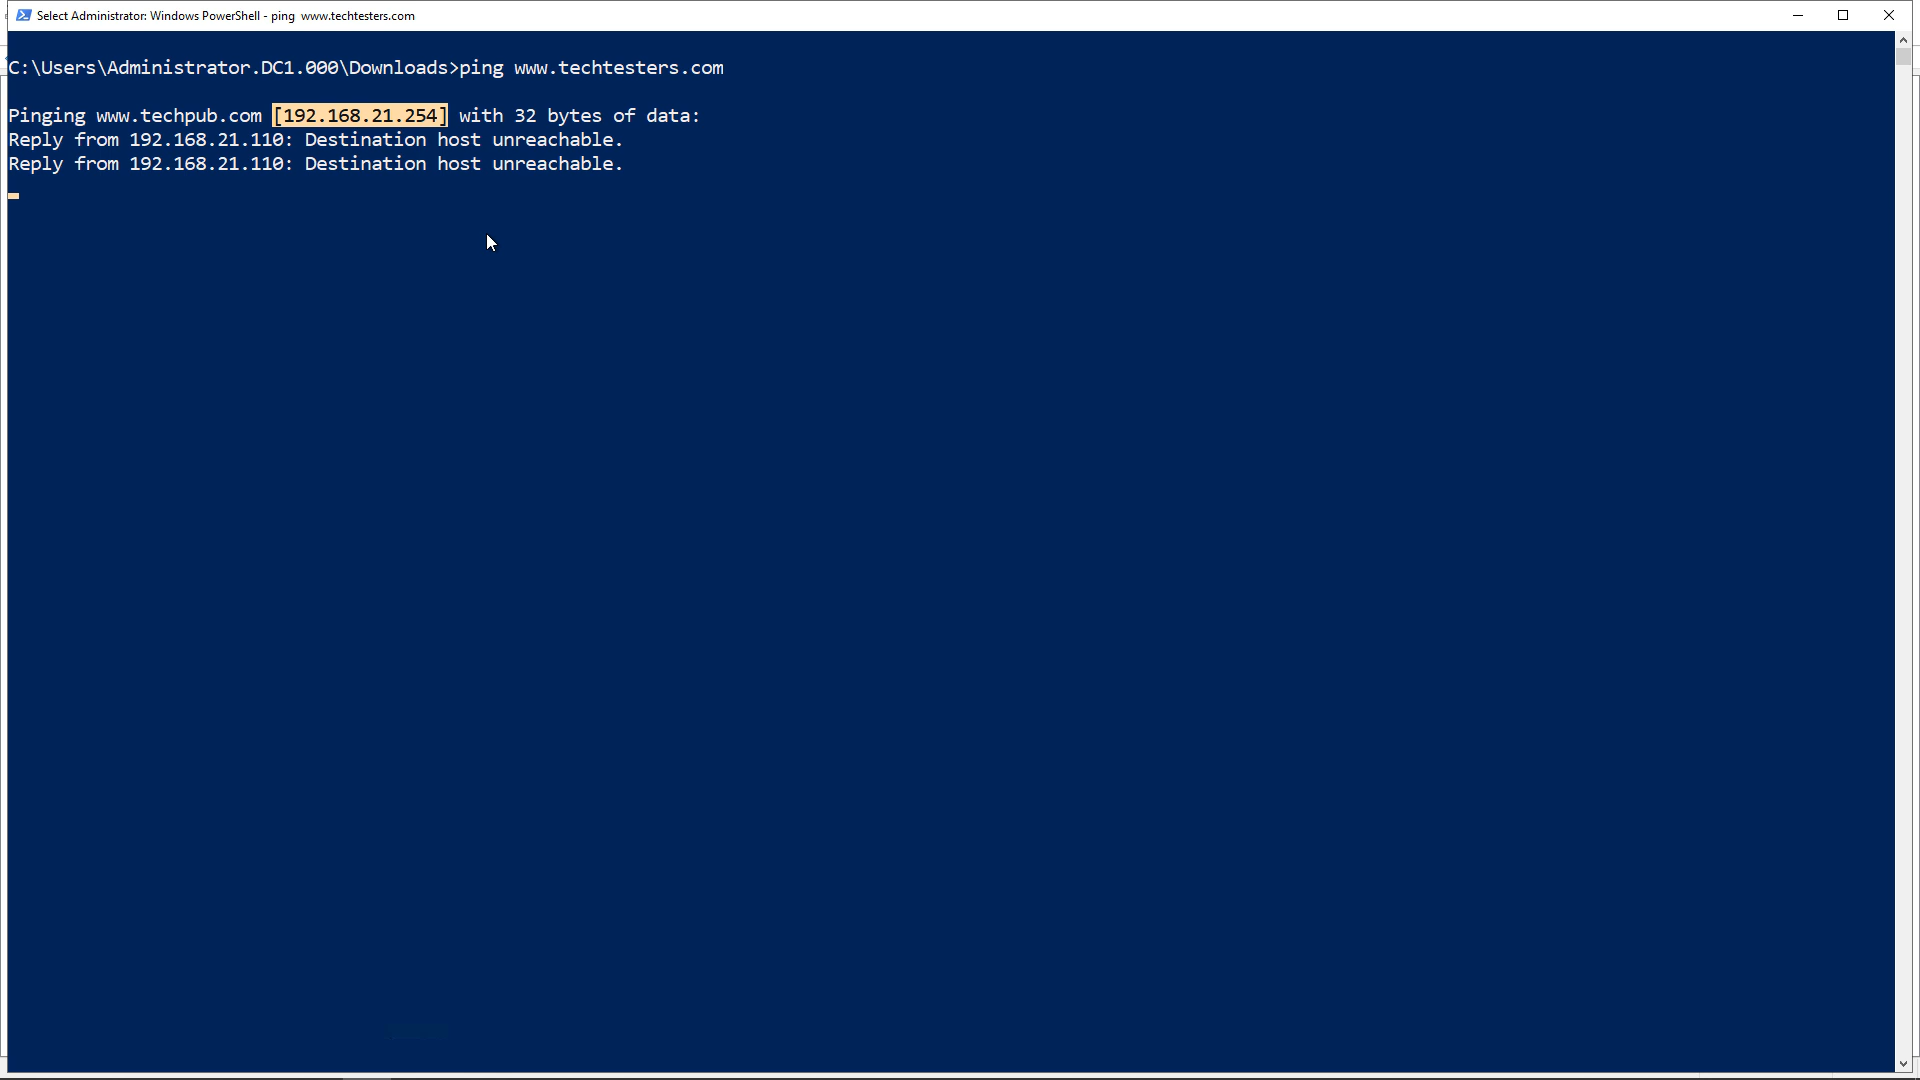 Select Administrator: Windows PowerShell - ping  www.techtesters.com
C:\Users\Administrator.DC1.000\Downloads>ping www.techtesters.com
Pinging www.techpub.com [192.168.21.254] with 32 bytes of data:
Reply from 192.168.21.110: Destination host unreachable.
Reply from 192.168.21.110: Destination host unreachable.